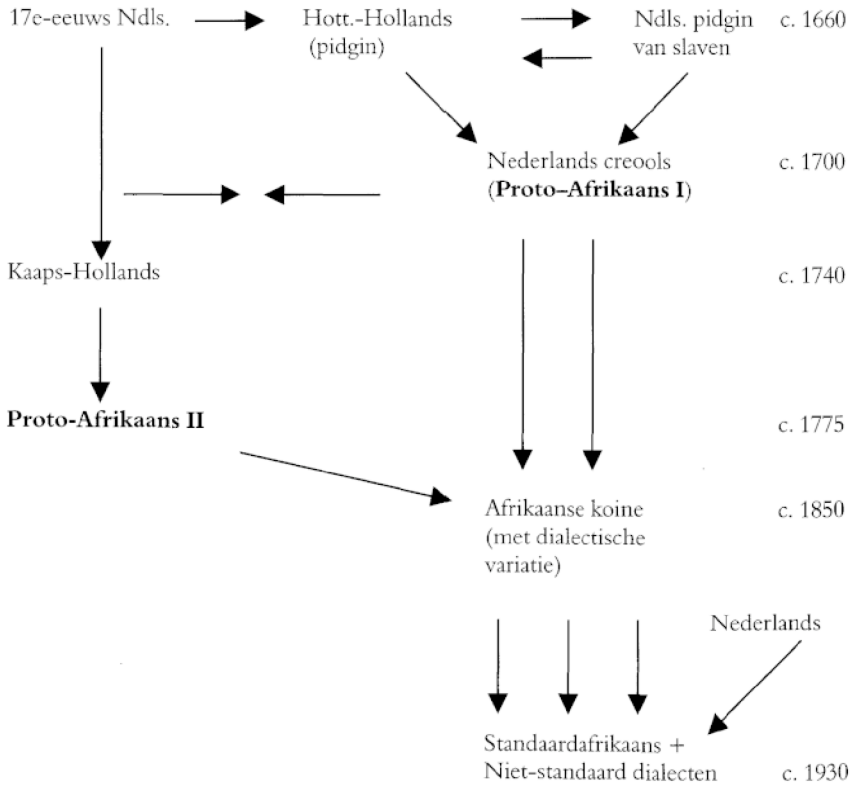 17e-eeuws Ndls.
Hott.-Hollands
(pidgin)
Ndls. pidgin
van slaven
c. 1660
Nederlands creools
(Proto–Afrikaans I)
c. 1700
Kaaps-Hollands
c. 1740
Proto-Afrikaans II
c. 1775
Afrikaanse koine
(met dialectische
variatie)
c. 1850
Nederlands
Standaardafrikaans +
Niet-standaard dialecten
c. 1930